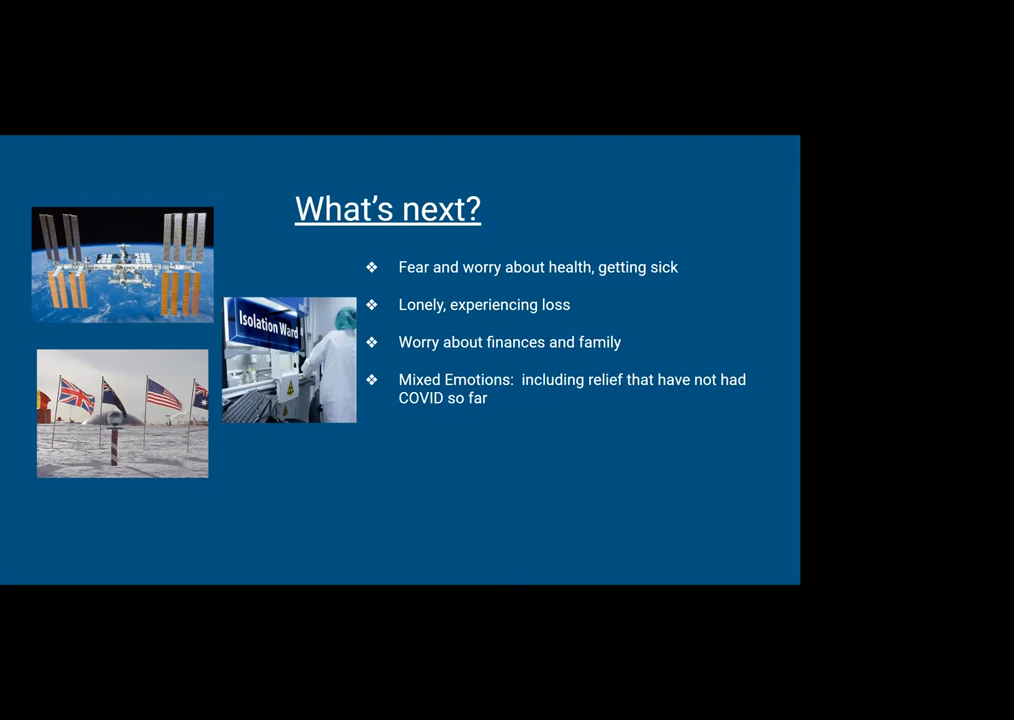 What’s next?
❖ Fear and worry about health, getting sick
❖ Lonely, experiencing loss
Isolation Ward
❖ Worry about finances and family
❖ Mixed Emotions:  including relief that have not had
COVID so far